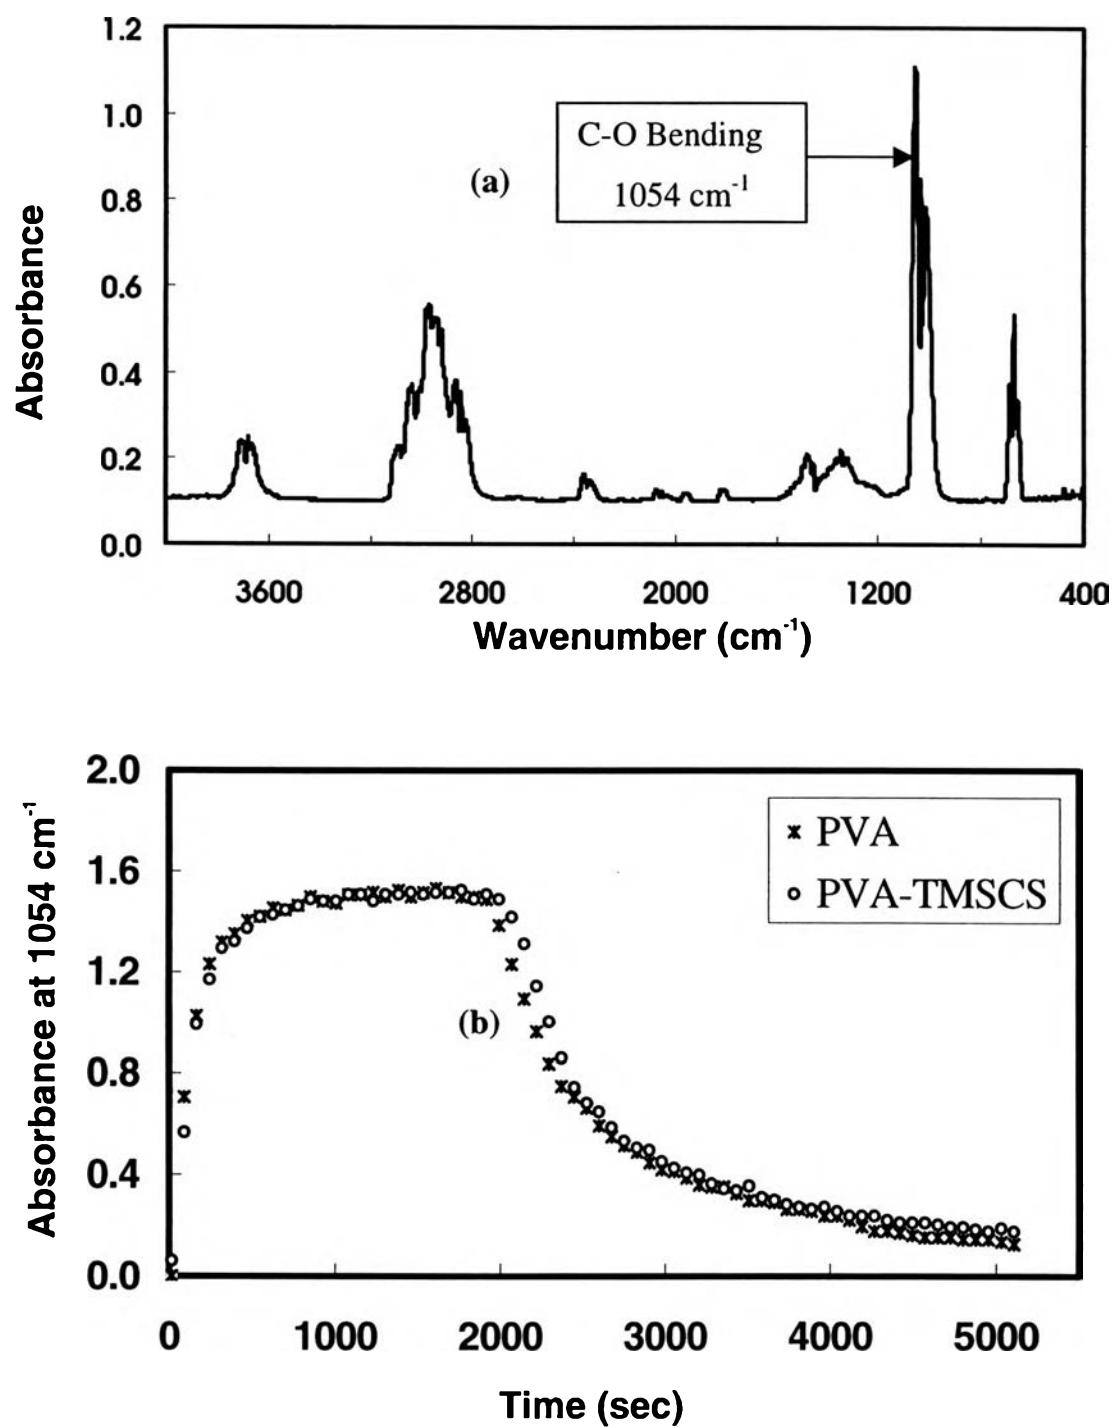 1.2
1.0
0.8
0.6
0.4
0.2
0.0
Absorbance
(a)
C-O Bending
1054 cm⁻¹
3600 2800 2000 1200 400
Wavenumber (cm⁻¹)
2.0
1.6
1.2
0.8
0.4
0.0
Absorbance at 1054 cm⁻¹
PVA
PVA-TMSCS
(b)
0 1000 2000 3000 4000 5000
Time (sec)